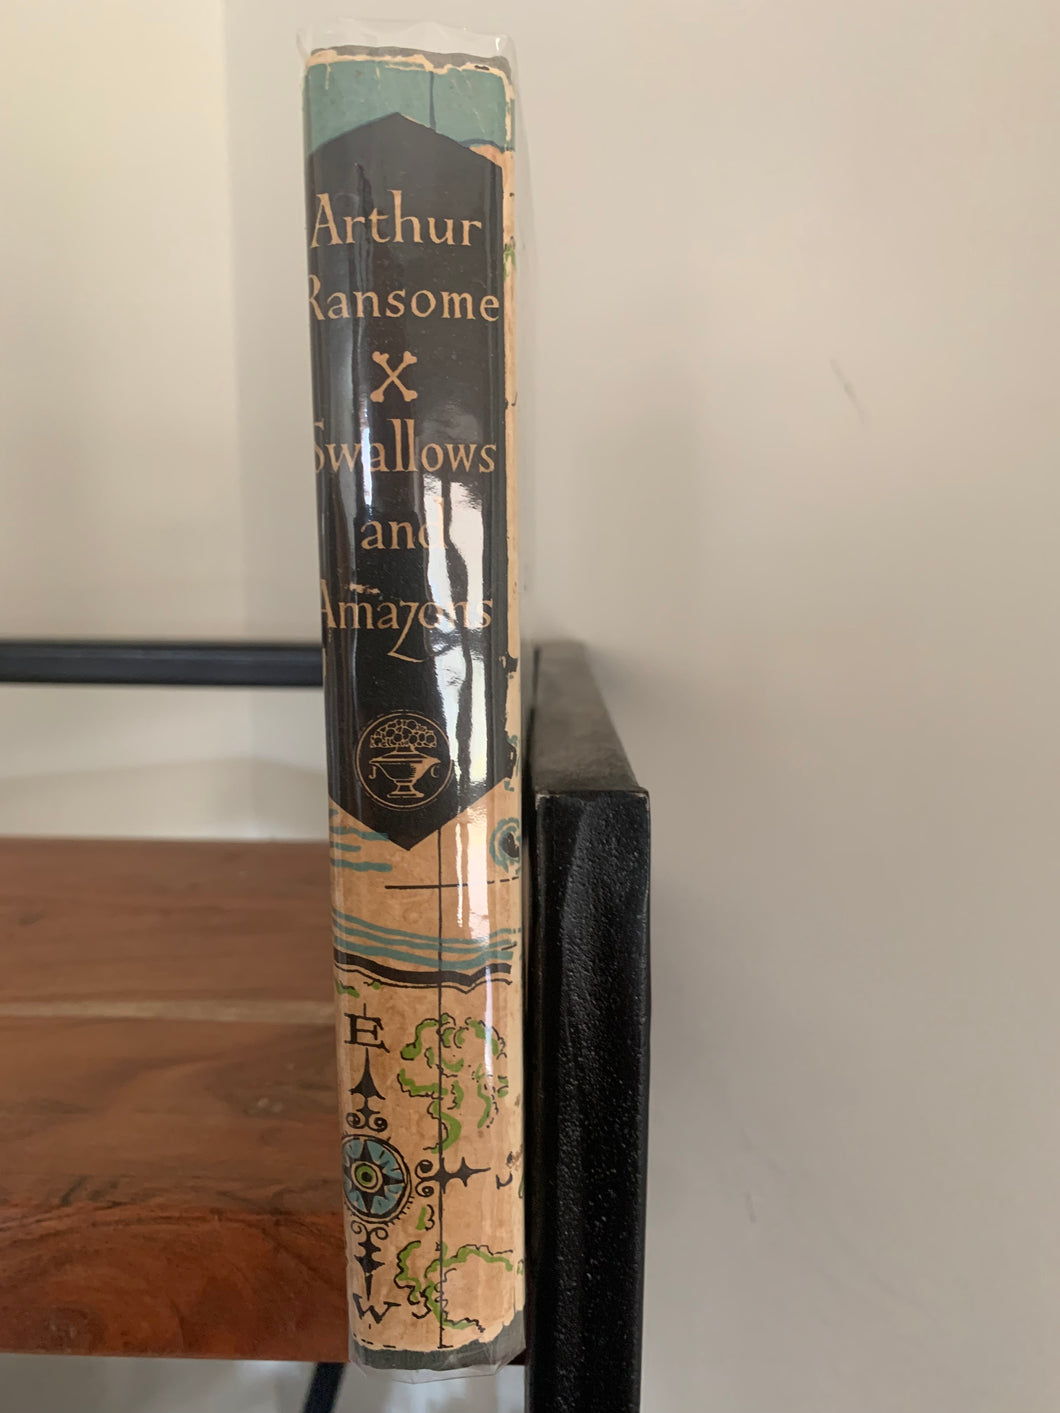 Arthur
Ransome
Swallows
and
Amazons
J C
E
W